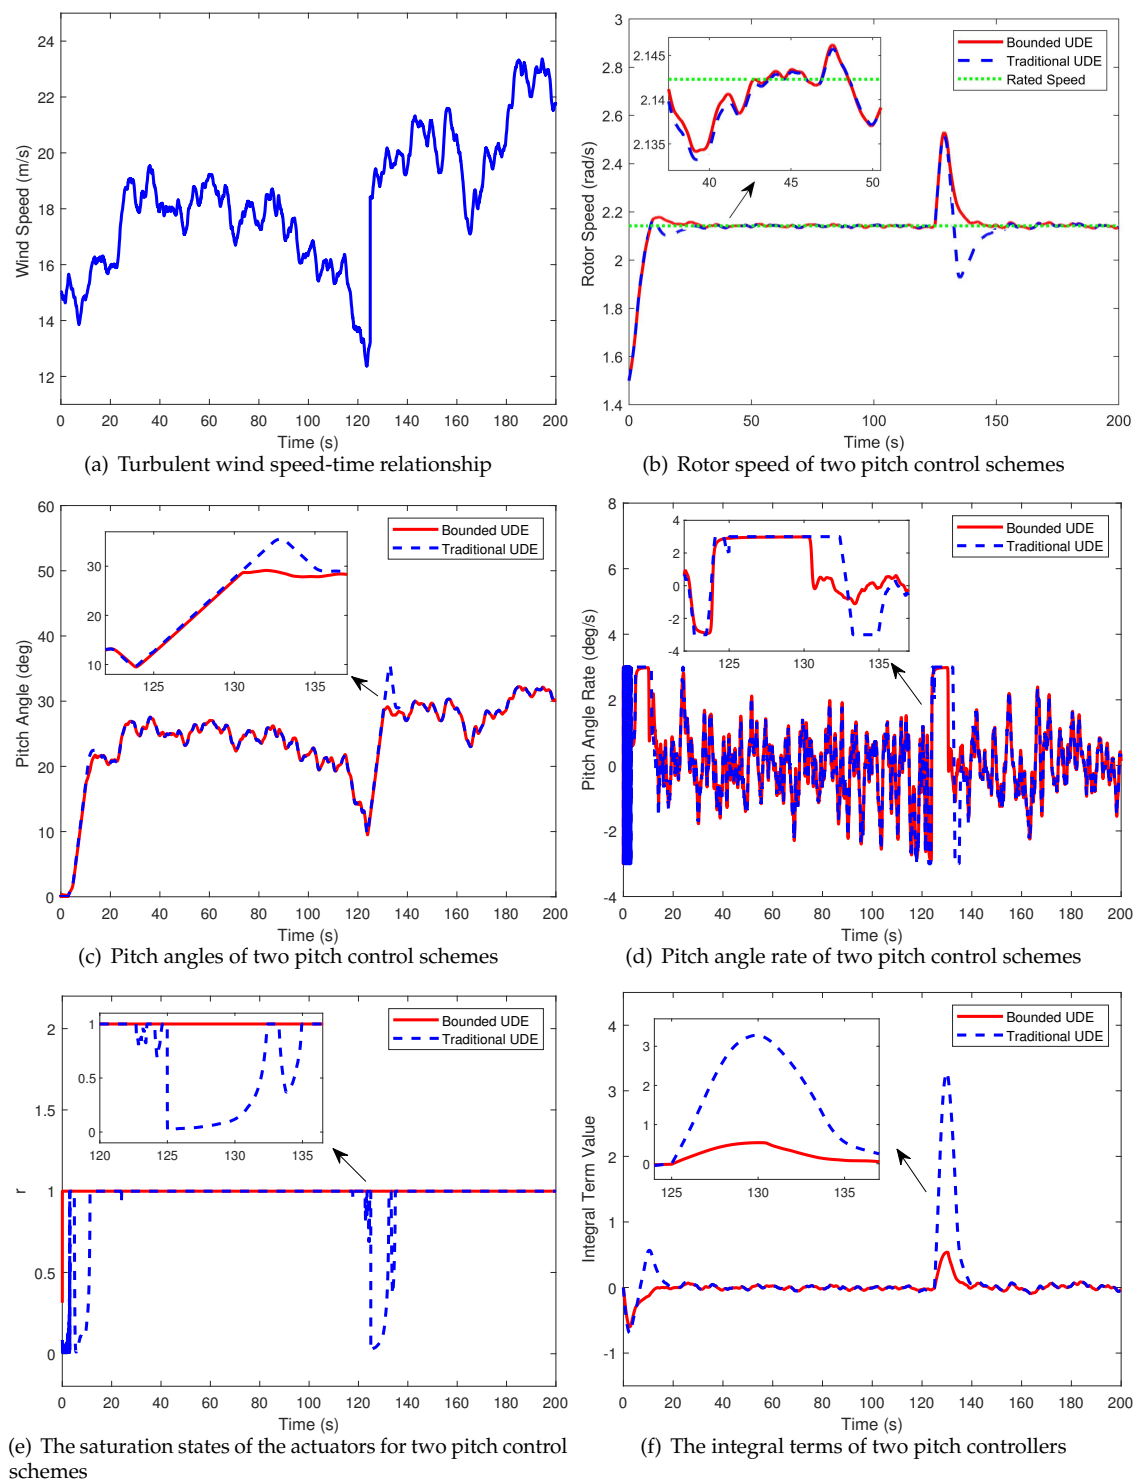 24
22
20
18
16
14
12
Wind Speed (m/s)
0 20 40 60 80 100 120 140 160 180 200
Time (s)
(a) Turbulent wind speed-time relationship
3
2.8
2.6
2.4
2.2
2
1.8
1.6
1.4
Rotor Speed (rad/s)
Bounded UDE
Traditional UDE
Rated Speed
2.145
2.14
2.135
40 45 50
0 50 100 150 200
Time (s)
(b) Rotor speed of two pitch control schemes
60
50
40
30
20
10
0
Pitch Angle (deg)
Bounded UDE
Traditional UDE
30
20
10
125 130 135
0 20 40 60 80 100 120 140 160 180 200
Time (s)
(c) Pitch angles of two pitch control schemes
8
6
4
2
0
-2
-4
Pitch Angle Rate (deg/s)
Bounded UDE
Traditional UDE
4
2
0
-2
-4
125 130 135
0 20 40 60 80 100 120 140 160 180 200
Time (s)
(d) Pitch angle rate of two pitch control schemes
2
1.5
1
0.5
0
r
Bounded UDE
Traditional UDE
1
0.5
0
120 125 130 135
0 20 40 60 80 100 120 140 160 180 200
Time (s)
(e) The saturation states of the actuators for two pitch control
schemes
4
3
2
1
0
-1
Integral Term Value
Bounded UDE
Traditional UDE
3
2
1
0
125 130 135
0 20 40 60 80 100 120 140 160 180 200
Time (s)
(f) The integral terms of two pitch controllers